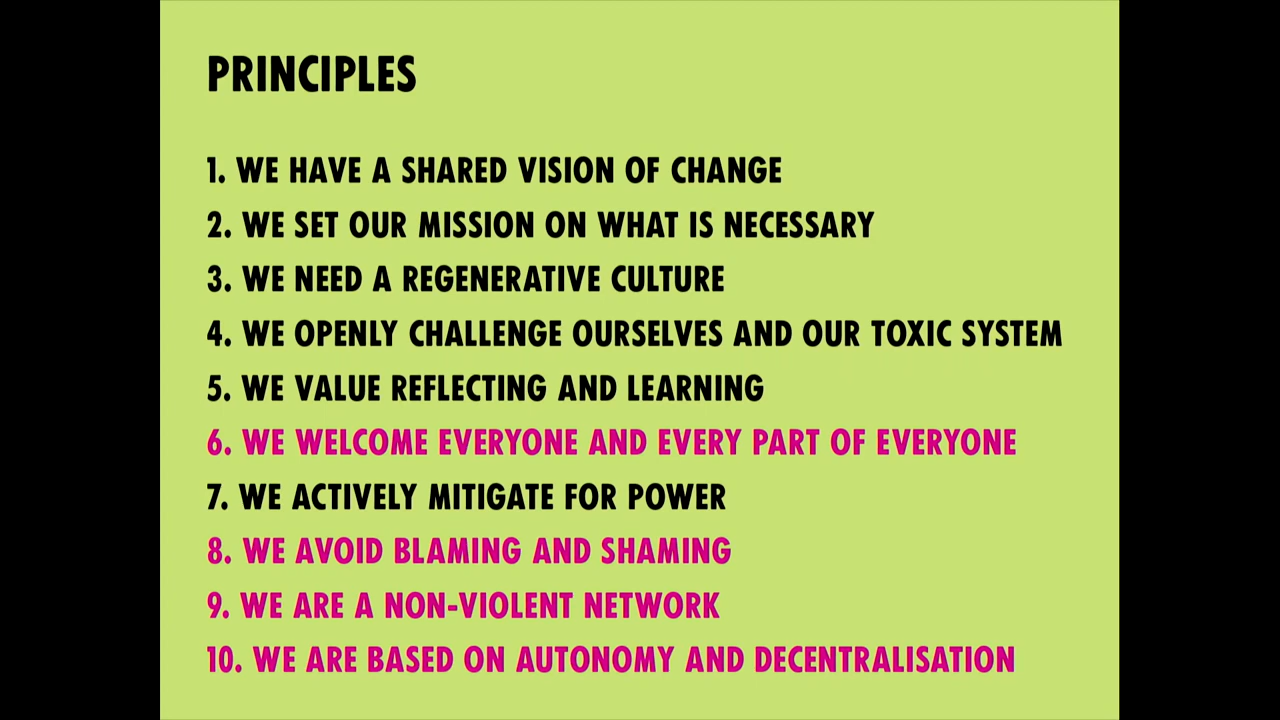 PRINCIPLES
1. WE HAVE A SHARED VISION OF CHANGE
2. WE SET OUR MISSION ON WHAT IS NECESSARY
3. WE NEED A REGENERATIVE CULTURE
4. WE OPENLY CHALLENGE OURSELVES AND OUR TOXIC SYSTEM
5. WE VALUE REFLECTING AND LEARNING
6. WE WELCOME EVERYONE AND EVERY PART OF EVERYONE
7. WE ACTIVELY MITIGATE FOR POWER
8. WE AVOID BLAMING AND SHAMING
9. WE ARE A NON-VIOLENT NETWORK
10. WE ARE BASED ON AUTONOMY AND DECENTRALISATION